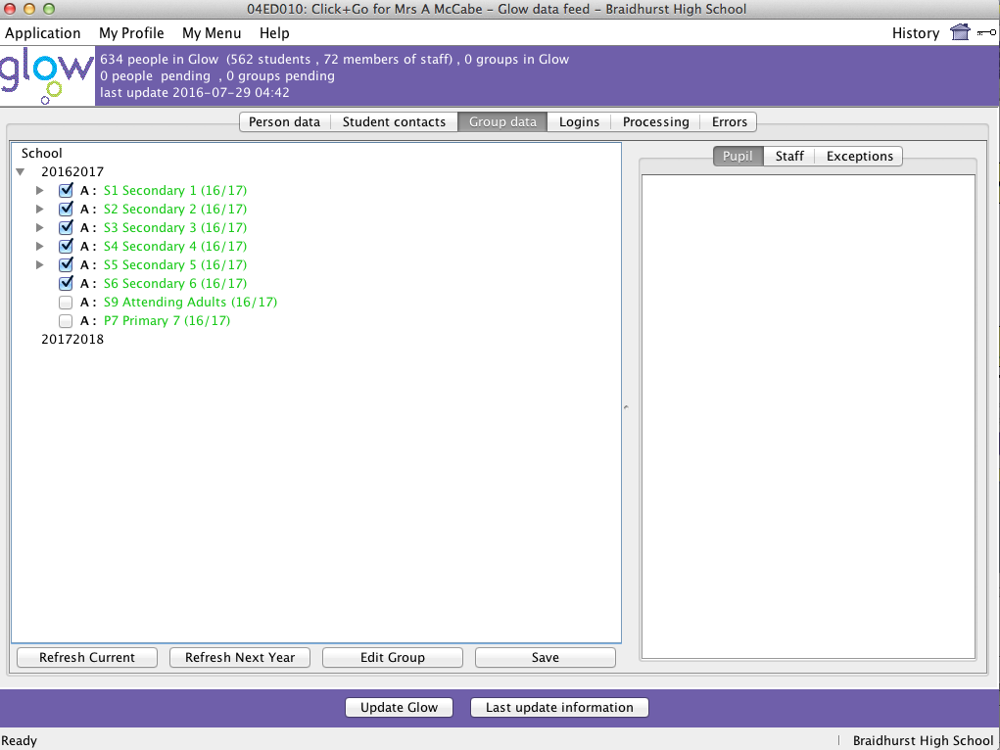 04ED010: Click+Go for Mrs A McCabe – Glow data feed – Braidhurst High School
Application My Profile My Menu Help History
glow
634 people in Glow (562 students , 72 members of staff) , 0 groups in Glow
0 people pending , 0 groups pending
last update 2016-07-29 04:42
Person data Student contacts Group data Logins Processing Errors
School
20162017
A : S1 Secondary 1 (16/17)
A : S2 Secondary 2 (16/17)
A : S3 Secondary 3 (16/17)
A : S4 Secondary 4 (16/17)
A : S5 Secondary 5 (16/17)
A : S6 Secondary 6 (16/17)
A : S9 Attending Adults (16/17)
A : P7 Primary 7 (16/17)
20172018
Pupil Staff Exceptions
Refresh Current Refresh Next Year Edit Group Save
Update Glow Last update information
Ready Braidhurst High School